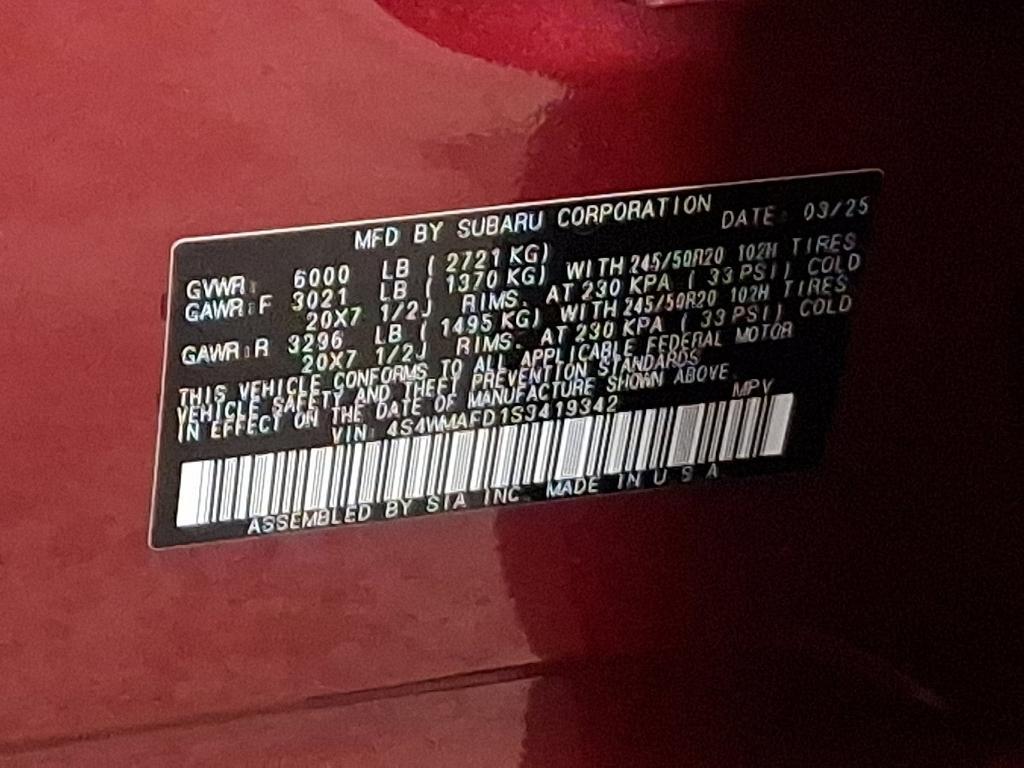 MFD BY SUBARU CORPORATION DATE: 03/25
GVWR: 6000 LB ( 2721 KG)
GAWR:F 3021 LB ( 1370 KG) WITH 245/50R20 102H TIRES
20X7 1/2J RIMS. AT 230 KPA ( 33 PSI) COLD
GAWR:R 3296 LB ( 1495 KG) WITH 245/50R20 102H TIRES
20X7 1/2J RIMS. AT 230 KPA ( 33 PSI) COLD
THIS VEHICLE CONFORMS TO ALL APPLICABLE FEDERAL MOTOR
VEHICLE SAFETY AND THEFT PREVENTION STANDARDS
IN EFFECT ON THE DATE OF MANUFACTURE SHOWN ABOVE.
VIN: 4S4WMAFD1S3419342 MPV
ASSEMBLED BY SIA INC. MADE IN U S A